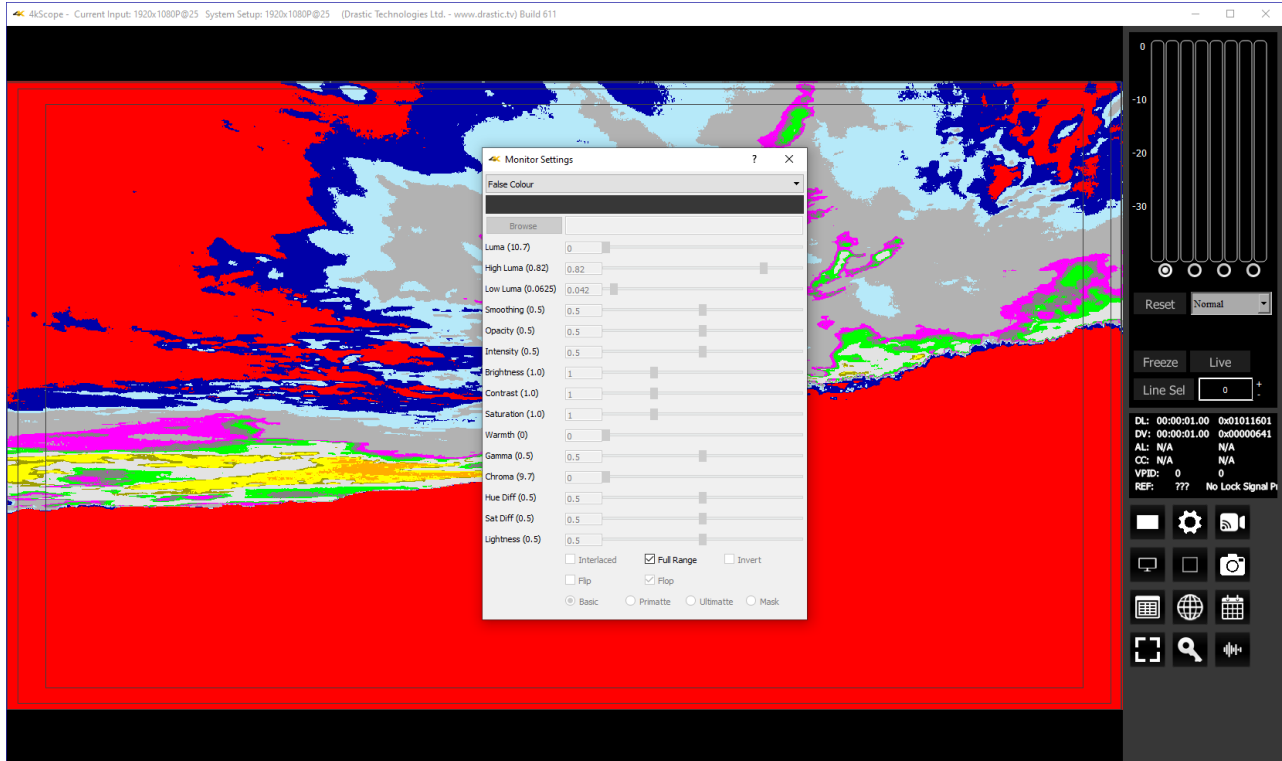 4kScope - Current Input: 1920x1080P@25 System Setup: 1920x1080P@25 (Drastic Technologies Ltd. - www.drastic.tv) Build 611
Monitor Settings ? ×
False Colour
Browse
Luma (10.7) 0
High Luma (0.82) 0.82
Low Luma (0.0625) 0.042
Smoothing (0.5) 0.5
Opacity (0.5) 0.5
Intensity (0.5) 0.5
Brightness (1.0) 1
Contrast (1.0) 1
Saturation (1.0) 1
Warmth (0) 0
Gamma (0.5) 0.5
Chroma (9.7) 0
Hue Diff (0.5) 0.5
Sat Diff (0.5) 0.5
Lightness (0.5) 0.5
Interlaced Full Range Invert
Flip Flop
Basic Primatte Ultimatte Mask
0
-10
-20
-30
Reset Normal
Freeze Live
Line Sel 0 + -
DL: 00:00:01.00 0x01011601
DV: 00:00:01.00 0x00000641
AL: N/A N/A
CC: N/A N/A
VPID: 0 0
REF: ??? No Lock Signal